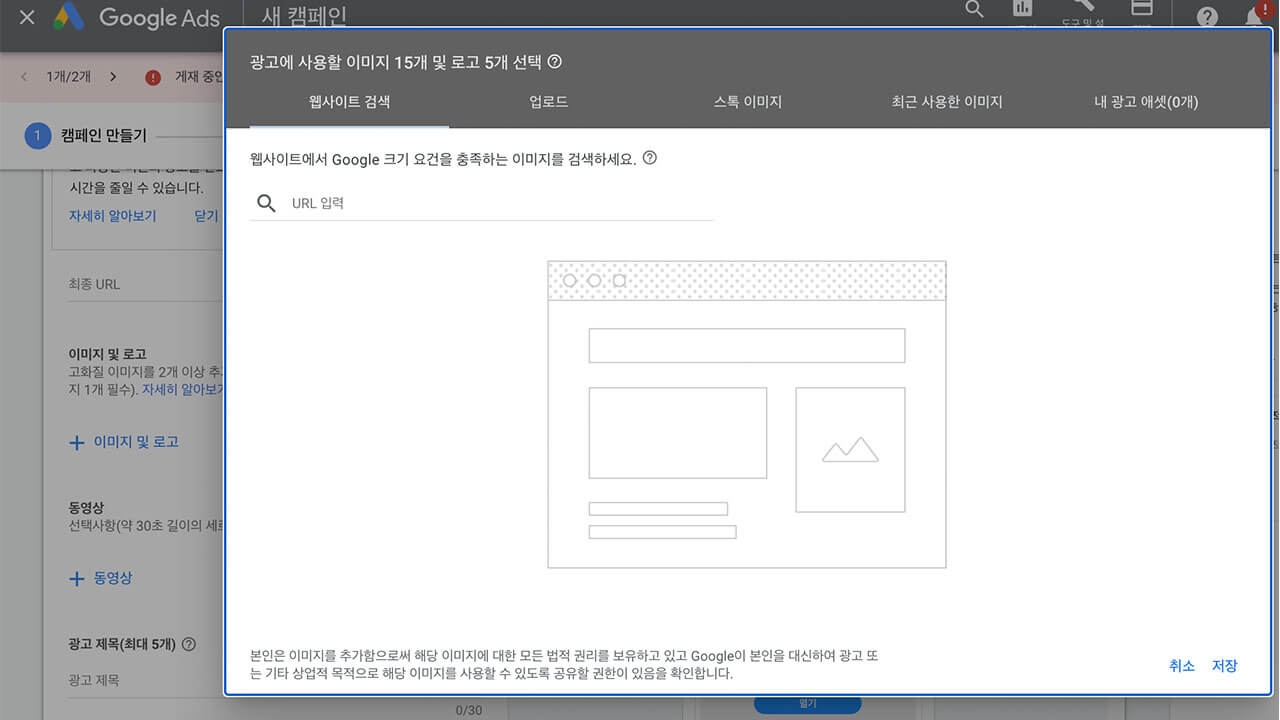 Google Ads
새 캠페인
도구 및 설
1개/2개
게재 중인
1 캠페인 만들기
시간을 줄일 수 있습니다.
자세히 알아보기 닫기
최종 URL
이미지 및 로고
고화질 이미지를 2개 이상 추
지 1개 필수). 자세히 알아보기
+ 이미지 및 로고
동영상
선택사항(약 30초 길이의 세로
+ 동영상
광고 제목(최대 5개)
광고 제목
0/30
광고에 사용할 이미지 15개 및 로고 5개 선택
웹사이트 검색 업로드 스톡 이미지 최근 사용한 이미지 내 광고 애셋(0개)
웹사이트에서 Google 크기 요건을 충족하는 이미지를 검색하세요.
URL 입력
본인은 이미지를 추가함으로써 해당 이미지에 대한 모든 법적 권리를 보유하고 있고 Google이 본인을 대신하여 광고 또
는 기타 상업적 목적으로 해당 이미지를 사용할 수 있도록 공유할 권한이 있음을 확인합니다.
취소 저장
열기